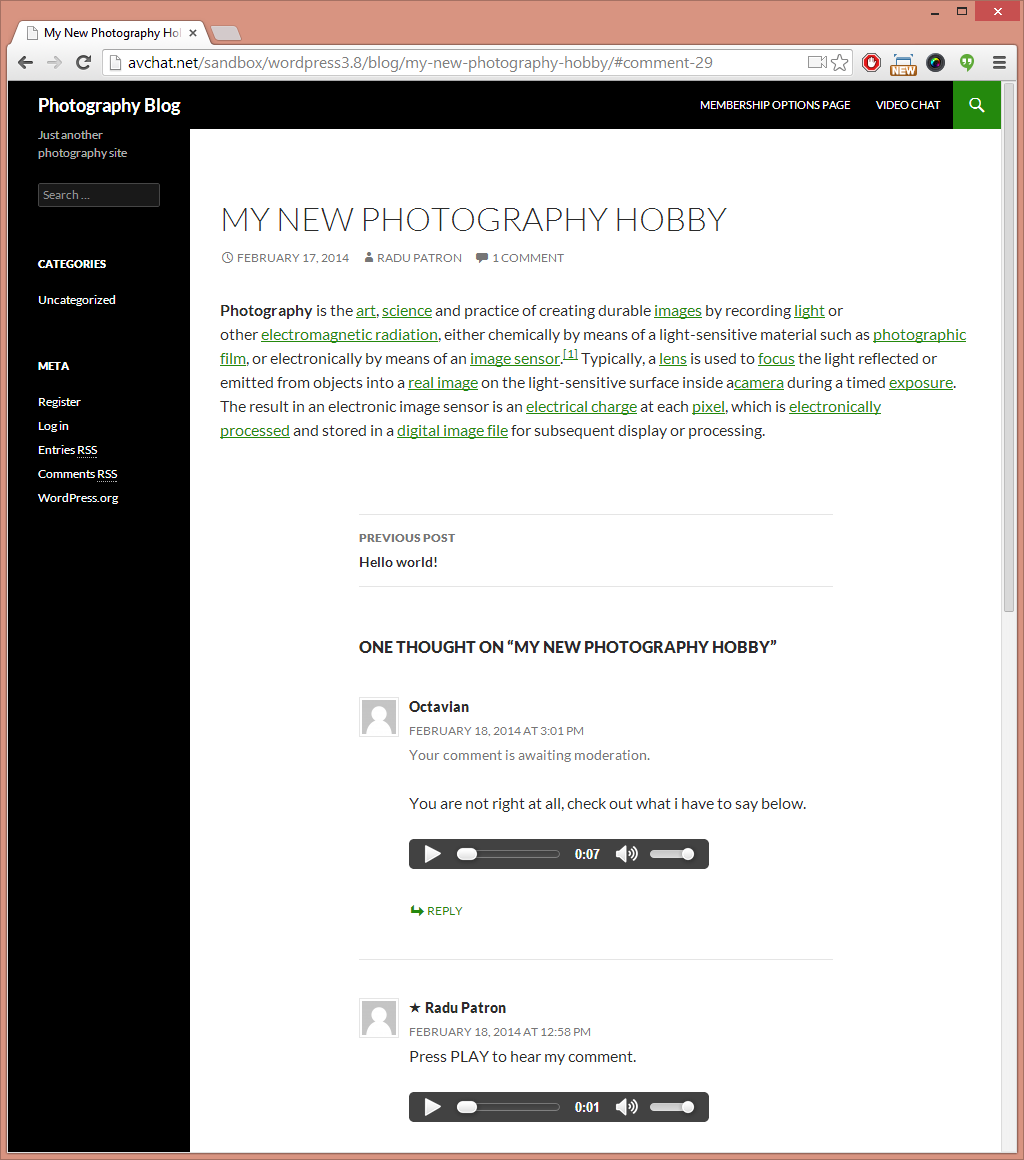 My New Photography Ho
avchat.net/sandbox/wordpress3.8/blog/my-new-photography-hobby/#comment-29
NEW
Photography Blog
MEMBERSHIP OPTIONS PAGE
VIDEO CHAT
Just another
photography site
Search ...
CATEGORIES
Uncategorized
META
Register
Log in
Entries RSS
Comments RSS
WordPress.org
MY NEW PHOTOGRAPHY HOBBY
FEBRUARY 17, 2014 RADU PATRON 1 COMMENT
Photography is the art, science and practice of creating durable images by recording light or
other electromagnetic radiation, either chemically by means of a light-sensitive material such as photographic
film, or electronically by means of an image sensor.[1] Typically, a lens is used to focus the light reflected or
emitted from objects into a real image on the light-sensitive surface inside acamera during a timed exposure.
The result in an electronic image sensor is an electrical charge at each pixel, which is electronically
processed and stored in a digital image file for subsequent display or processing.
PREVIOUS POST
Hello world!
ONE THOUGHT ON “MY NEW PHOTOGRAPHY HOBBY”
Octavian
FEBRUARY 18, 2014 AT 3:01 PM
Your comment is awaiting moderation.
You are not right at all, check out what i have to say below.
0:07
REPLY
★ Radu Patron
FEBRUARY 18, 2014 AT 12:58 PM
Press PLAY to hear my comment.
0:01